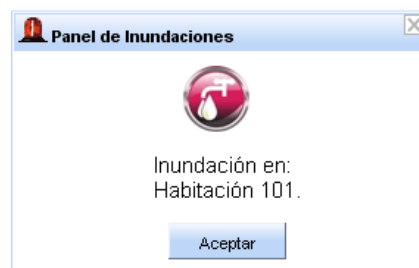 Panel de Inundaciones
Inundación en:
Habitación 101.
Aceptar